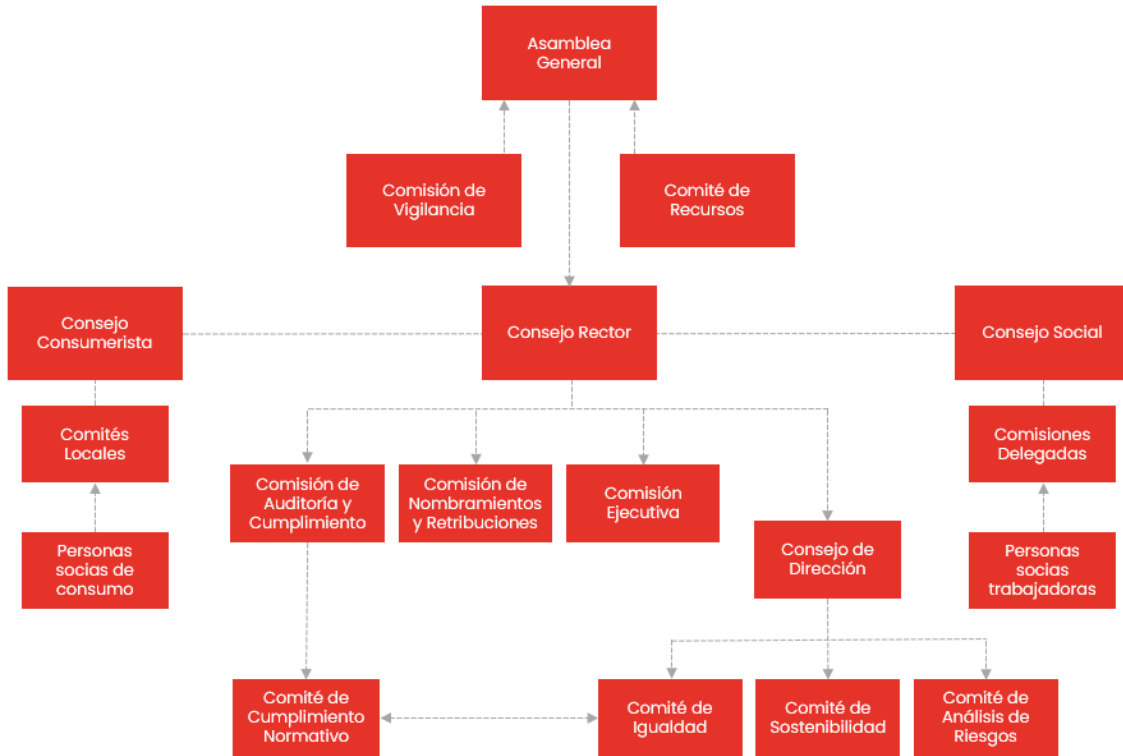 Asamblea
General
Comisión de
Vigilancia
Comité de
Recursos
Consejo
Consumerista
Consejo Rector
Consejo Social
Comités
Locales
Comisiones
Delegadas
Comisión de
Auditoría y
Cumplimiento
Comisión de
Nombramientos
y Retribuciones
Comisión
Ejecutiva
Consejo de
Dirección
Personas
socias de
consumo
Personas
socias
trabajadoras
Comité de
Cumplimiento
Normativo
Comité de
Igualdad
Comité de
Sostenibilidad
Comité de
Análisis de
Riesgos